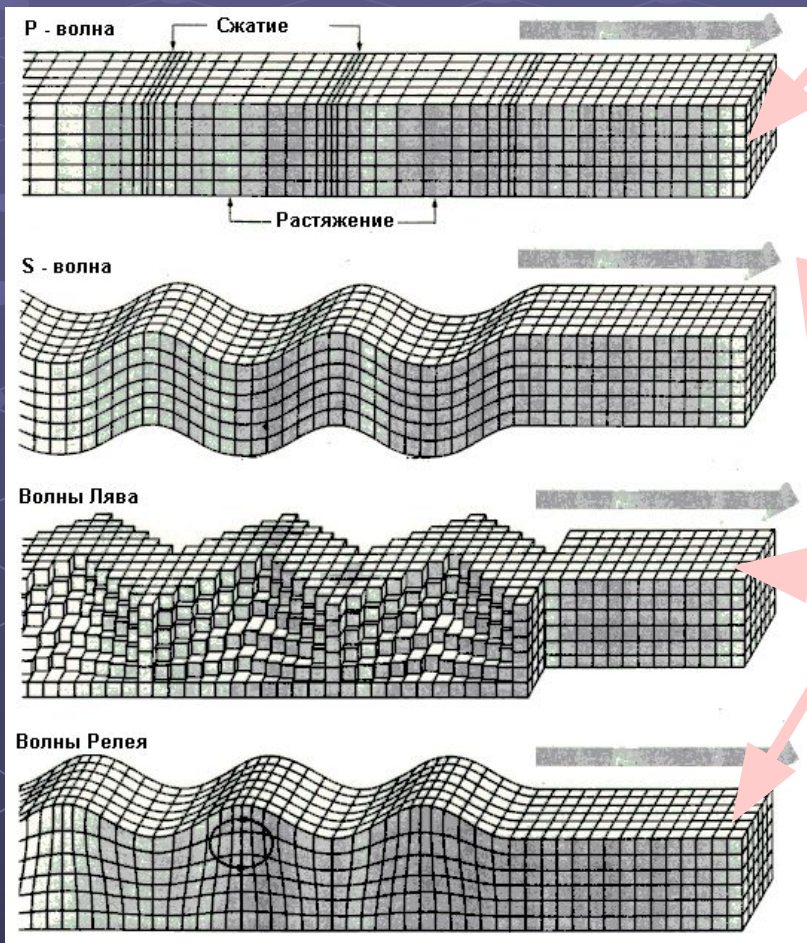 P - волна
Сжатие
Растяжение
S - волна
Волны Лява
Волны Релея